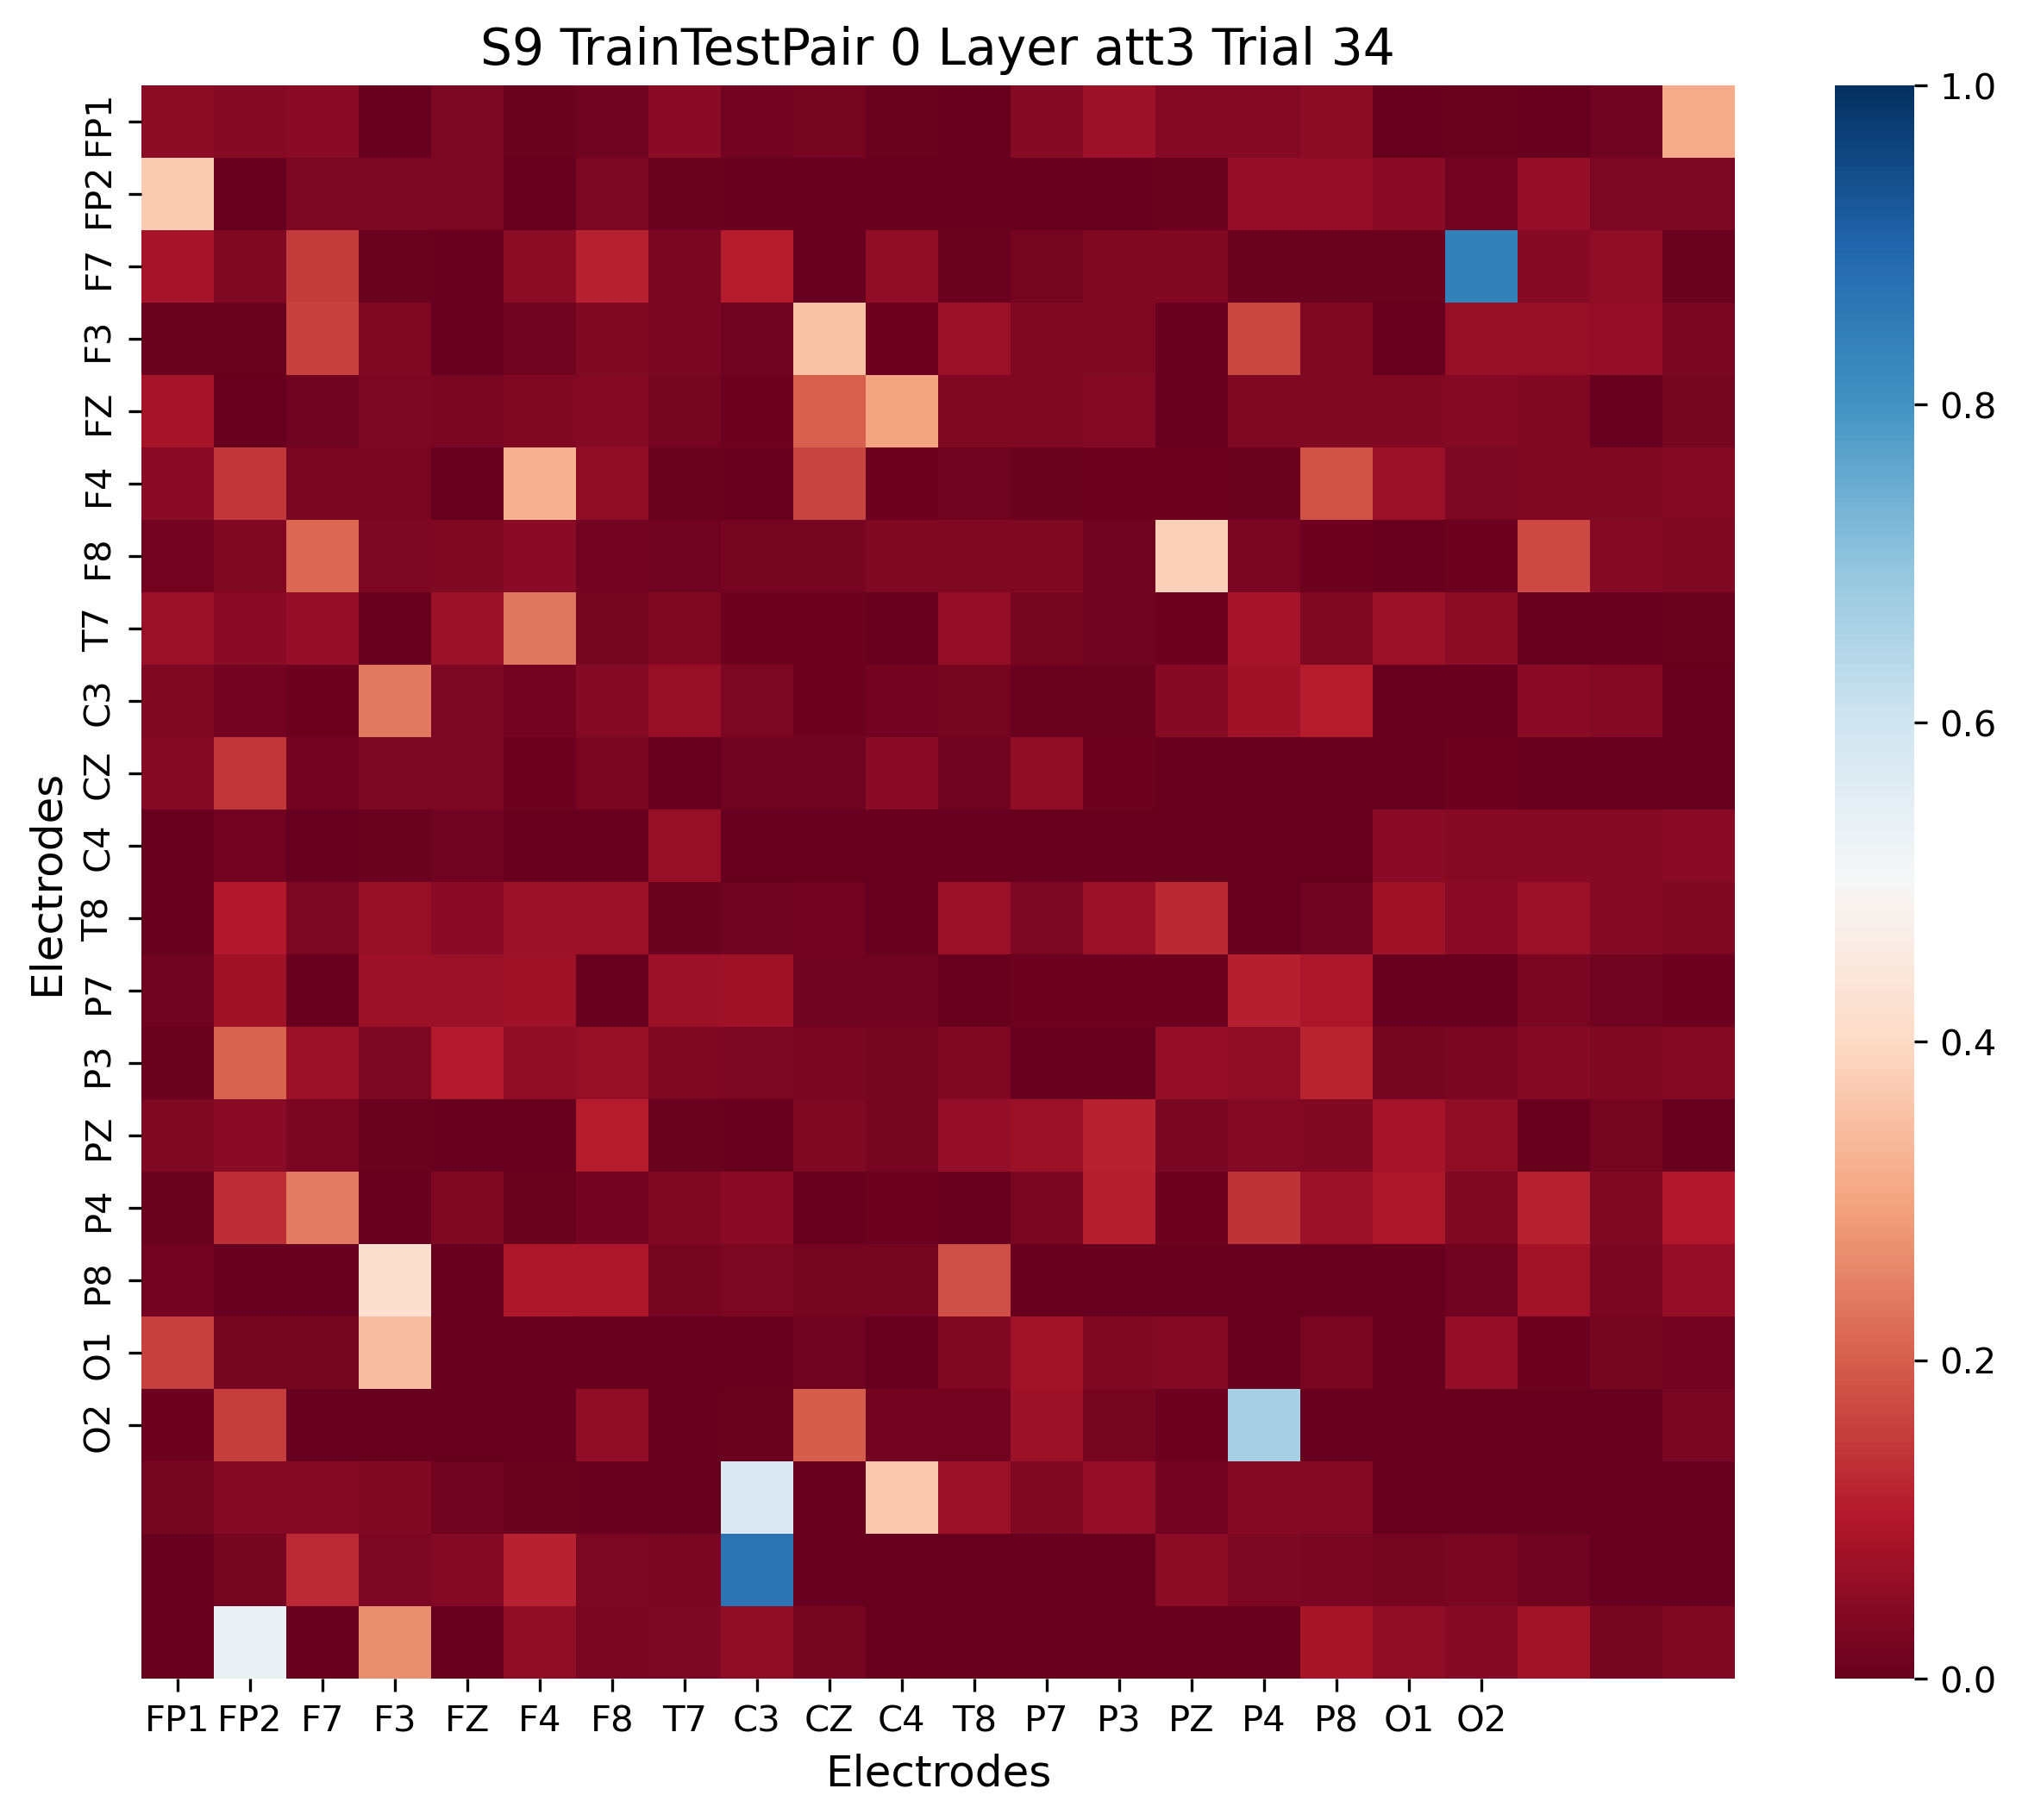 S9 TrainTestPair 0 Layer att3 Trial 34
Electrodes
FP1
FP2
F7
F3
FZ
F4
F8
T7
C3
CZ
C4
T8
P7
P3
PZ
P4
P8
O1
O2
FP1 FP2 F7 F3 FZ F4 F8 T7 C3 CZ C4 T8 P7 P3 PZ P4 P8 O1 O2
Electrodes
1.0
0.8
0.6
0.4
0.2
0.0